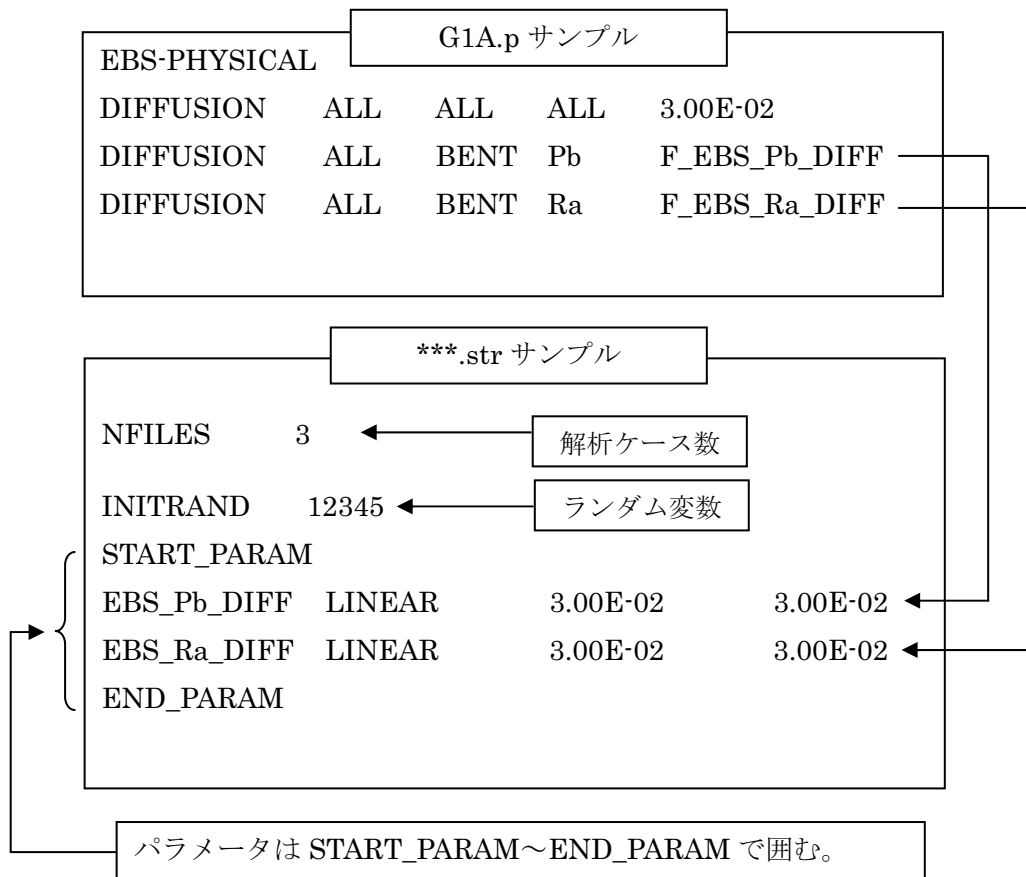 G1A.p サンプル
EBS-PHYSICAL
DIFFUSION ALL ALL ALL 3.00E-02
DIFFUSION ALL BENT Pb F_EBS_Pb_DIFF
DIFFUSION ALL BENT Ra F_EBS_Ra_DIFF
***.str サンプル
NFILES 3
解析ケース数
INITRAND 12345
ランダム変数
START_PARAM
EBS_Pb_DIFF LINEAR 3.00E-02 3.00E-02
EBS_Ra_DIFF LINEAR 3.00E-02 3.00E-02
END_PARAM
パラメータは START_PARAM～END_PARAM で囲む。